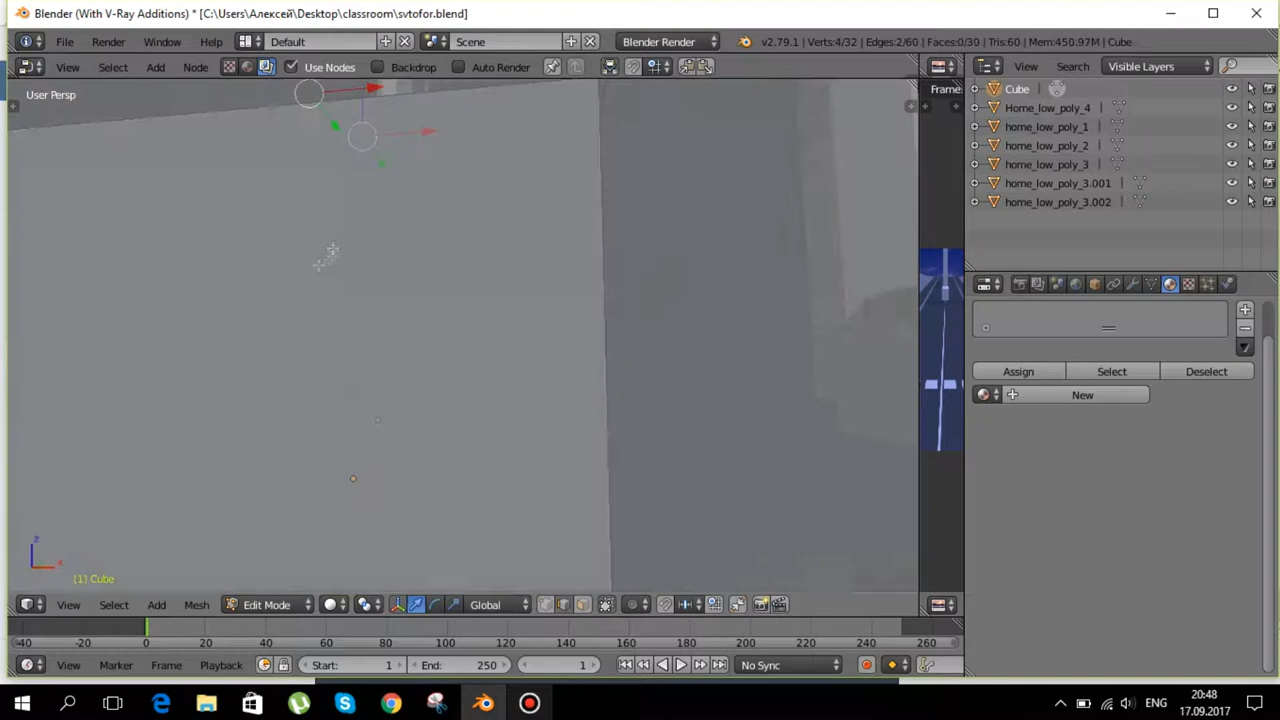 Blender (With V-Ray Additions) * [C:\Users\Алексей\Desktop\classroom\svtofor.blend]
File Render Window Help Default Scene Blender Render v2.79.1 | Verts:4/32 | Edges:2/60 | Faces:0/30 | Tris:60 | Mem:450.97M | Cube
View Select Add Node Use Nodes Backdrop Auto Render View Search Visible Layers
User Persp Frame: Cube
Home_low_poly_4
home_low_poly_1
home_low_poly_2
home_low_poly_3
home_low_poly_3.001
home_low_poly_3.002
Assign Select Deselect
New
z
x
(1) Cube
View Select Add Mesh Edit Mode Global
-40 -20 0 20 40 60 80 100 120 140 160 180 200 220 240 260
View Marker Frame Playback Start: 1 End: 250 1 No Sync
ENG 20:48
17.09.2017